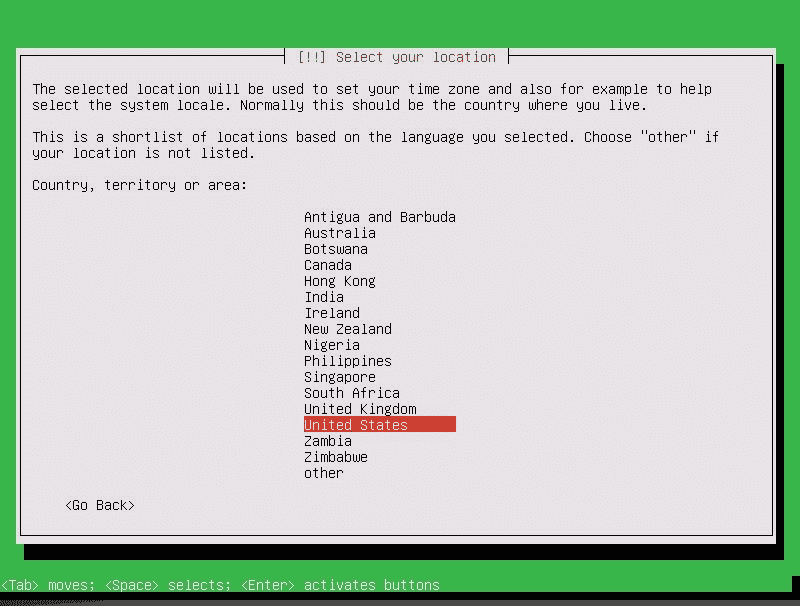 [!!] Select your location
The selected location will be used to set your time zone and also for example to help
select the system locale. Normally this should be the country where you live.
This is a shortlist of locations based on the language you selected. Choose "other" if
your location is not listed.
Country, territory or area:
Antigua and Barbuda
Australia
Botswana
Canada
Hong Kong
India
Ireland
New Zealand
Nigeria
Philippines
Singapore
South Africa
United Kingdom
United States
Zambia
Zimbabwe
other
<Go Back>
<Tab> moves; <Space> selects; <Enter> activates buttons